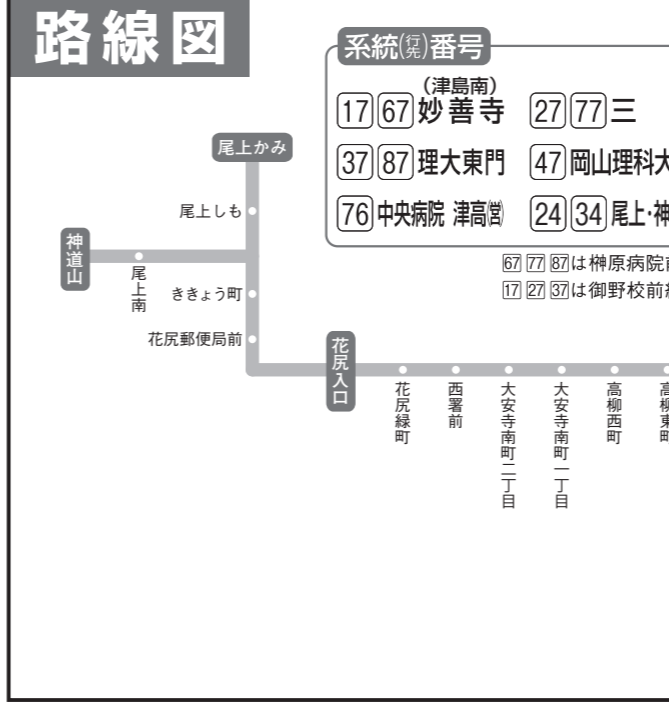 路線図
系統(行先)番号
(津島南)
17 67 妙善寺 27 77 三
37 87 理大東門 47 岡山理科大
76 中央病院 津高(営) 24 34 尾上・神
67 77 87は榊原病院前
17 27 37は御野校前
尾上かみ
尾上しも
神道山
尾上南
ききょう町
花尻郵便局前
花尻入口
花尻緑町
西署前
大安寺南町二丁目
大安寺南町一丁目
高柳西町
高柳東町